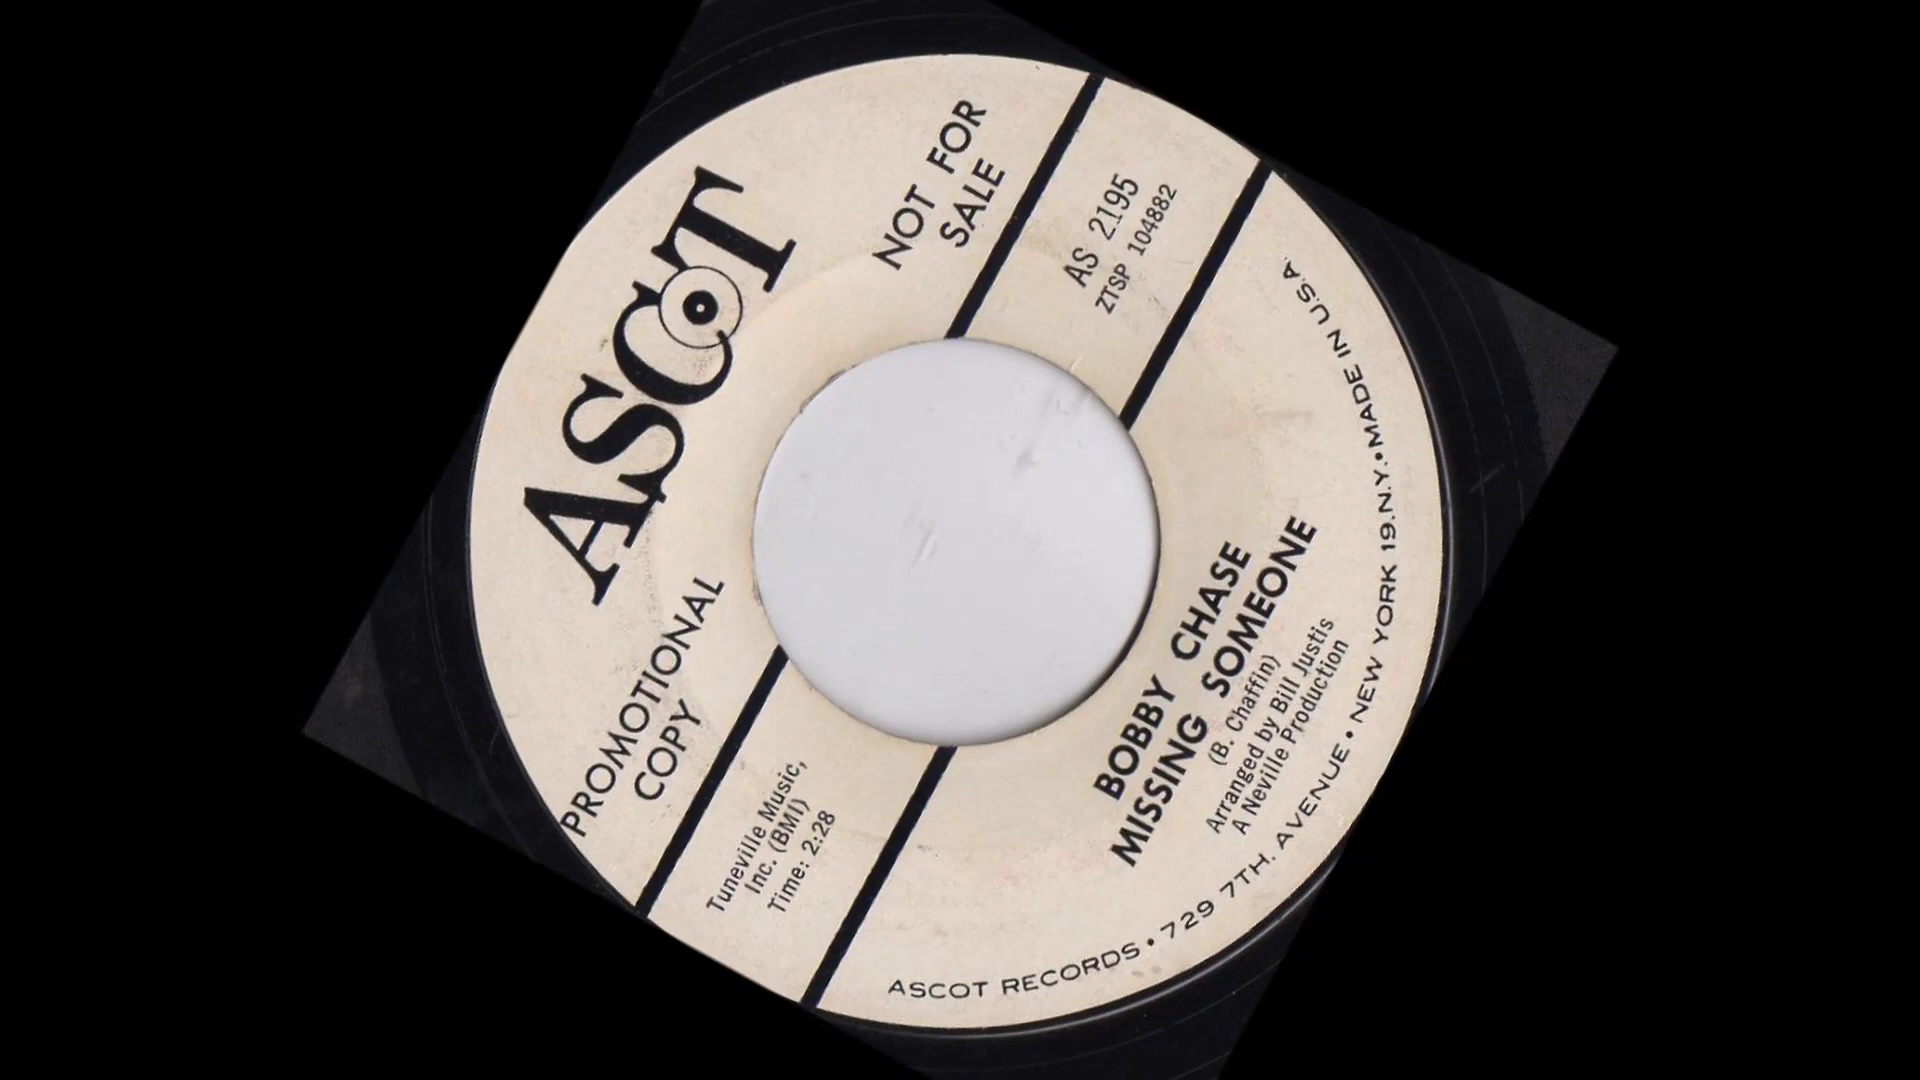 ASCOT
PROMOTIONAL
COPY
NOT FOR
SALE
Tuneville Music,
Inc. (BMI)
Time: 2:28
AS 2195
ZTSP 104882
BOBBY CHASE
MISSING SOMEONE
(B. Chaffin)
Arranged by Bill Justis
A Neville Production
ASCOT RECORDS • 729 7TH. AVENUE • NEW YORK 19.N.Y. • MADE IN U.S.A